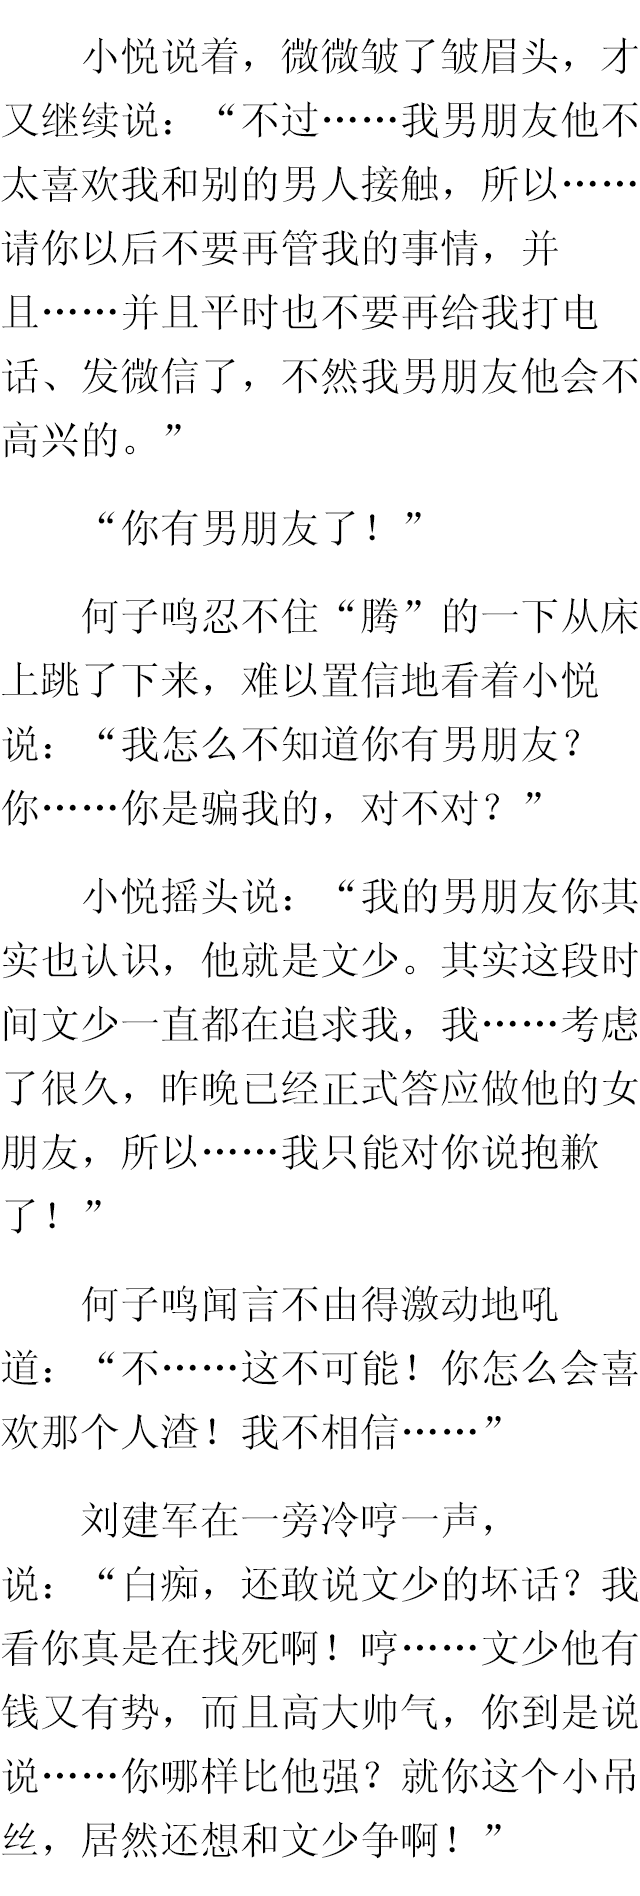 小悦说着，微微皱了皱眉头，才
又继续说：“不过……我男朋友他不
太喜欢我和别的男人接触，所以……
请你以后不要再管我的事情，并
且……并且平时也不要再给我打电
话、发微信了，不然我男朋友他会不
高兴的。”
“你有男朋友了！”
何子鸣忍不住“腾”的一下从床
上跳了下来，难以置信地看着小悦
说：“我怎么不知道你有男朋友？
你……你是骗我的，对不对？”
小悦摇头说：“我的男朋友你其
实也认识，他就是文少。其实这段时
间文少一直都在追求我，我……考虑
了很久，昨晚已经正式答应做他的女
朋友，所以……我只能对你说抱歉
了！”
何子鸣闻言不由得激动地吼
道：“不……这不可能！你怎么会喜
欢那个人渣！我不相信……”
刘建军在一旁冷哼一声，
说：“白痴，还敢说文少的坏话？我
看你真是在找死啊！哼……文少他有
钱又有势，而且高大帅气，你到是说
说……你哪样比他强？就你这个小吊
丝，居然还想和文少争啊！”